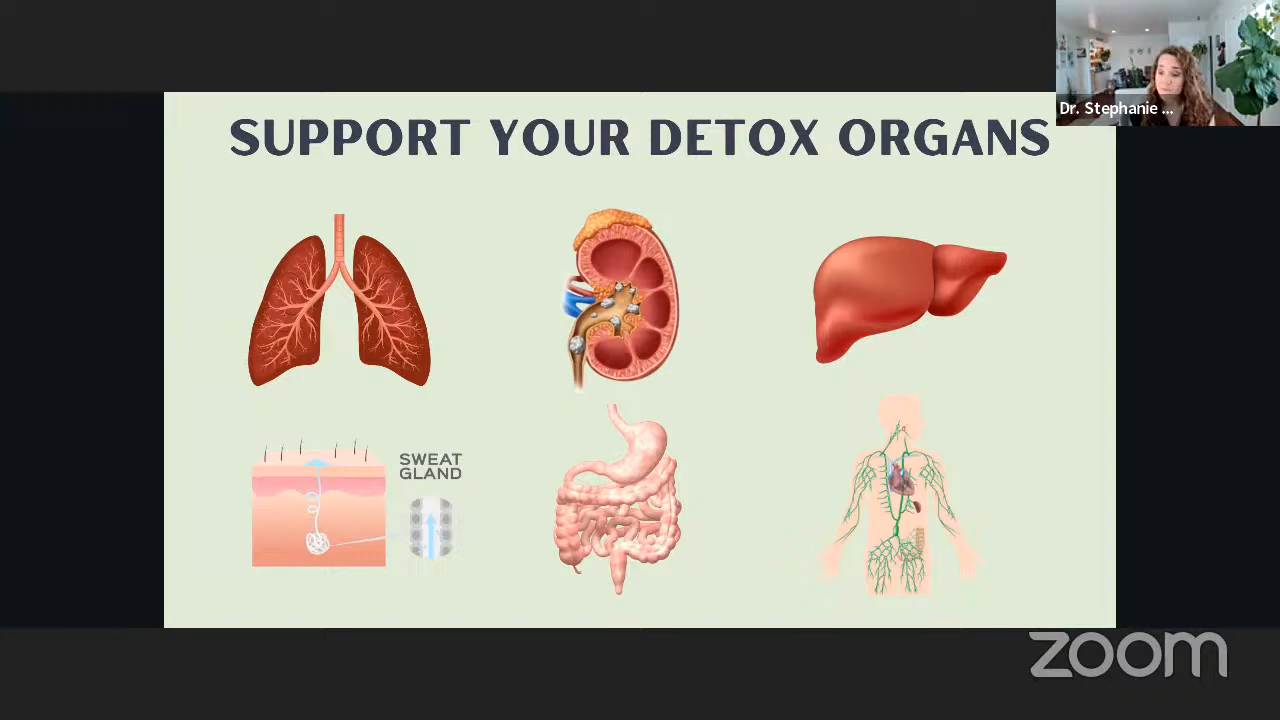 Dr. Stephanie ...
SUPPORT YOUR DETOX ORGANS
SWEAT
GLAND
zoom